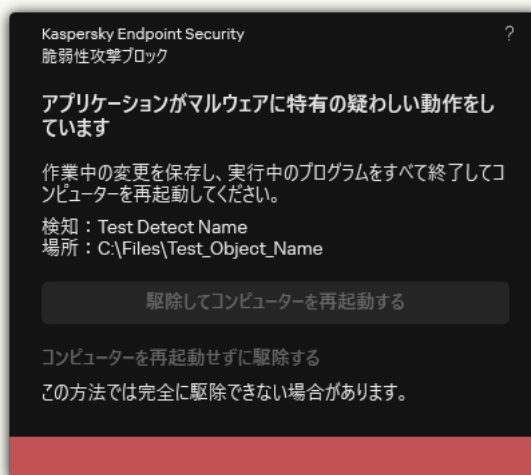 Kaspersky Endpoint Security
?
脆弱性攻撃ブロック
アプリケーションがマルウェアに特有の疑わしい動作をし
ています
作業中の変更を保存し、実行中のプログラムをすべて終了してコ
ンピューターを再起動してください。
検知：Test Detect Name
場所：C:\Files\Test_Object_Name
駆除してコンピューターを再起動する
コンピューターを再起動せずに駆除する
この方法では完全に駆除できない場合があります。